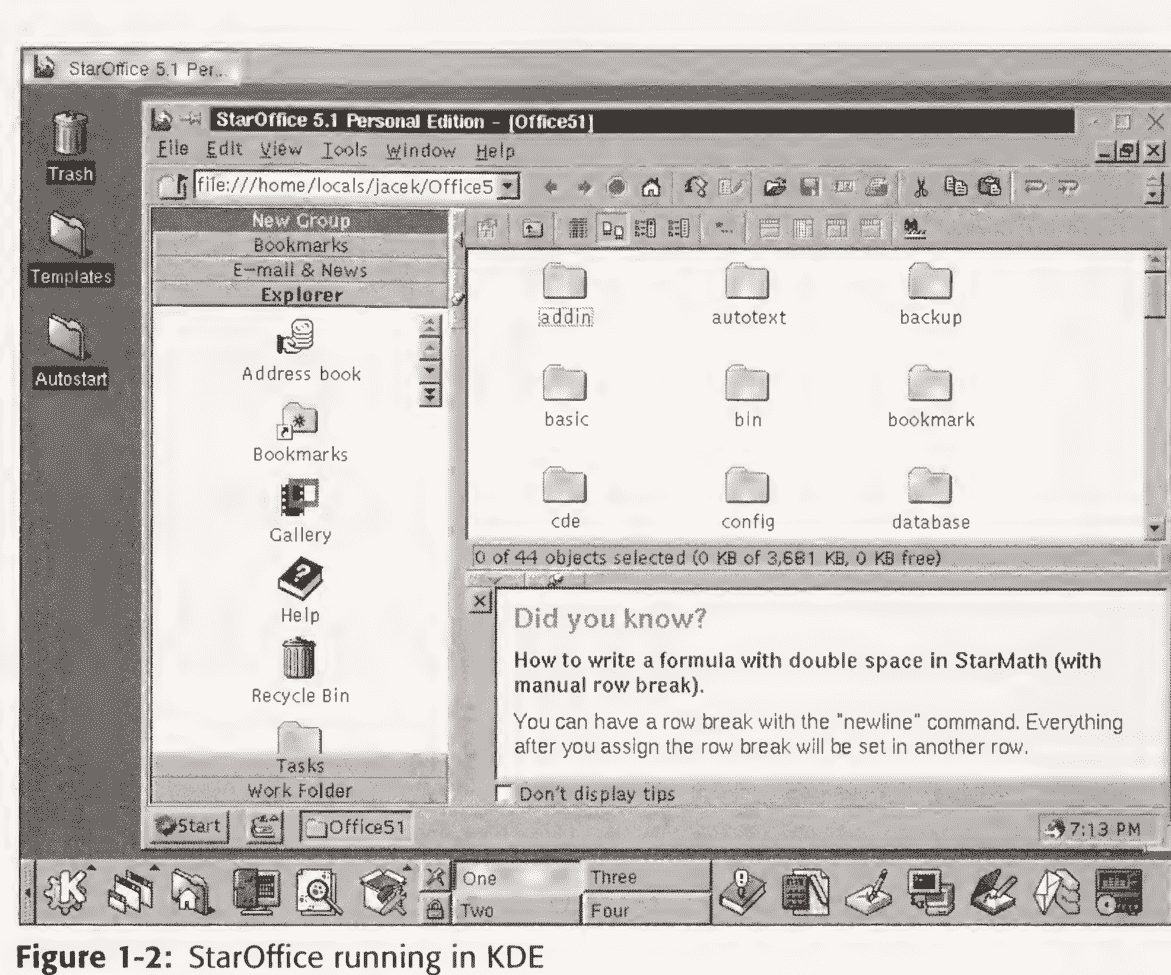 StarOffice 5.1 Per...
Trash
Templates
Autostart
StarOffice 5.1 Personal Edition - [Office51]
File Edit View Tools Window Help
file:///home/locals/jacek/Office5
New Group
Bookmarks
E-mail & News
Explorer
Address book
Bookmarks
Gallery
Help
Recycle Bin
Tasks
Work Folder
addin autotext backup
basic bin bookmark
cde config database
0 of 44 objects selected (0 KB of 3,681 KB, 0 KB free)
Did you know?
How to write a formula with double space in StarMath (with
manual row break).
You can have a row break with the "newline" command. Everything
after you assign the row break will be set in another row.
Don't display tips
Start Office51 7:13 PM
One Three
Two Four
Figure 1-2: StarOffice running in KDE